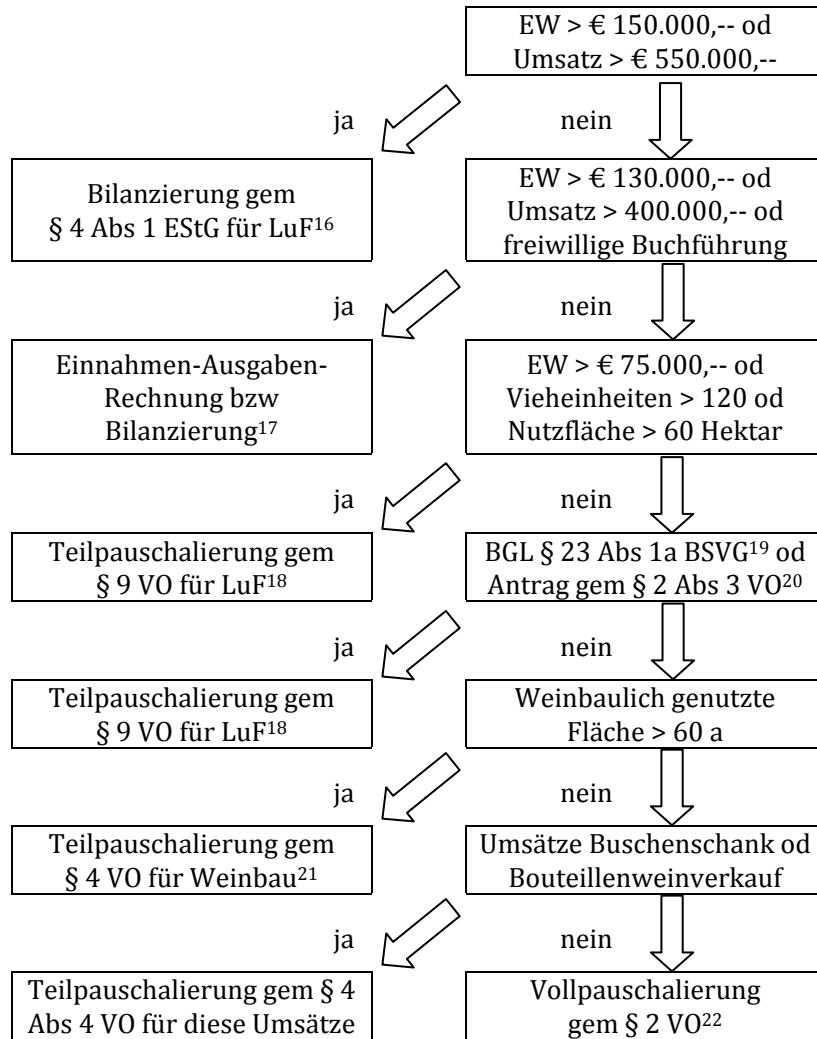 EW > € 150.000,-- od
Umsatz > € 550.000,--
ja
nein
Bilanzierung gem
§ 4 Abs 1 EStG für LuF16
EW > € 130.000,-- od
Umsatz > 400.000,-- od
freiwillige Buchführung
ja
nein
Einnahmen-Ausgaben-
Rechnung bzw
Bilanzierung17
EW > € 75.000,-- od
Vieheinheiten > 120 od
Nutzfläche > 60 Hektar
ja
nein
Teilpauschalierung gem
§ 9 VO für LuF18
BGL § 23 Abs 1a BSVG19 od
Antrag gem § 2 Abs 3 VO20
ja
nein
Teilpauschalierung gem
§ 9 VO für LuF18
Weinbaulich genutzte
Fläche > 60 a
ja
nein
Teilpauschalierung gem
§ 4 VO für Weinbau21
Umsätze Buschenschank od
Bouteillenweinverkauf
ja
nein
Teilpauschalierung gem § 4
Abs 4 VO für diese Umsätze
Vollpauschalierung
gem § 2 VO22